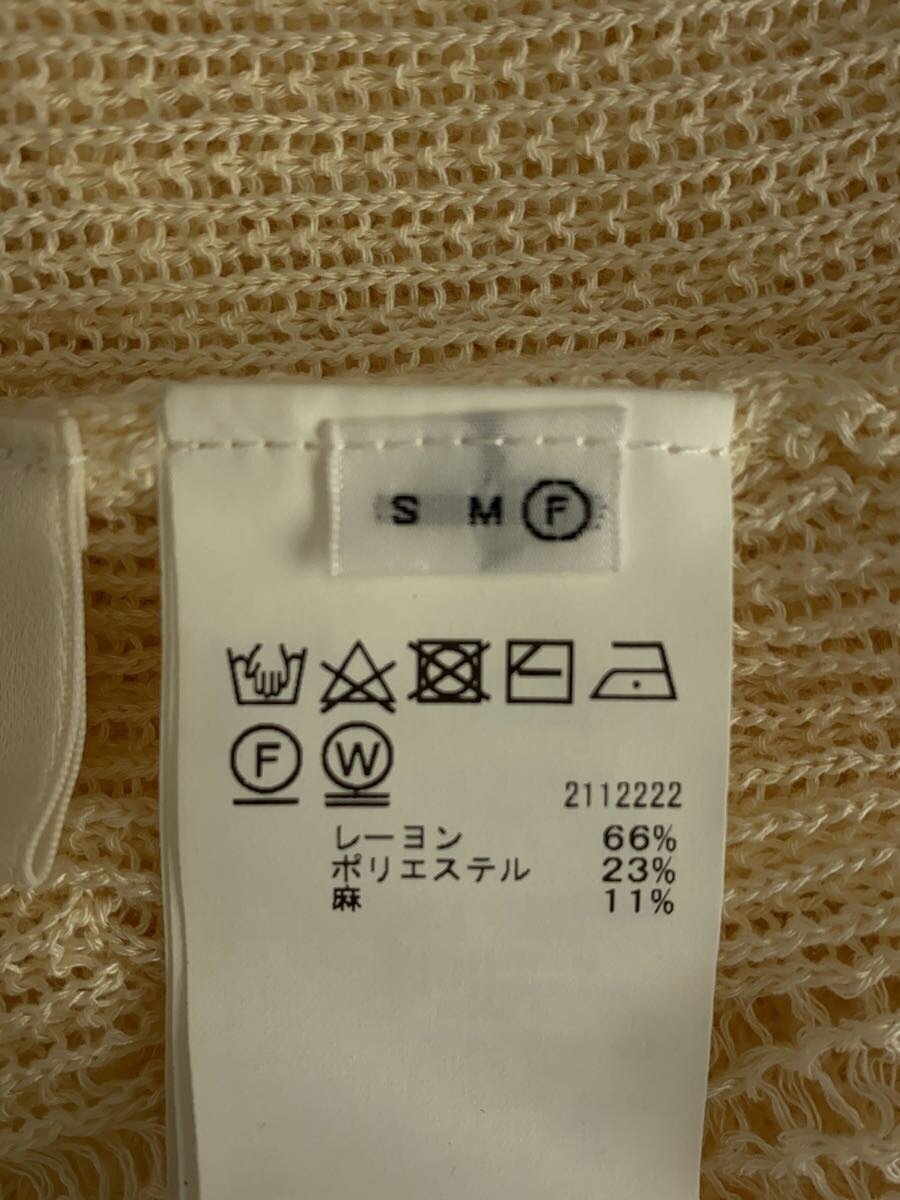 S M F
F W
2112222
レーヨン 66%
ポリエステル 23%
麻 11%